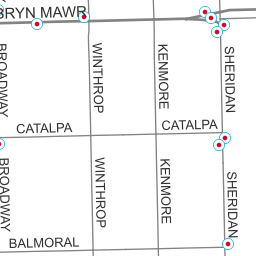 BRYN MAWR
BROADWAY
WINTHROP
KENMORE
SHERIDAN
CATALPA
CATALPA
BROADWAY
WINTHROP
KENMORE
SHERIDAN
BALMORAL